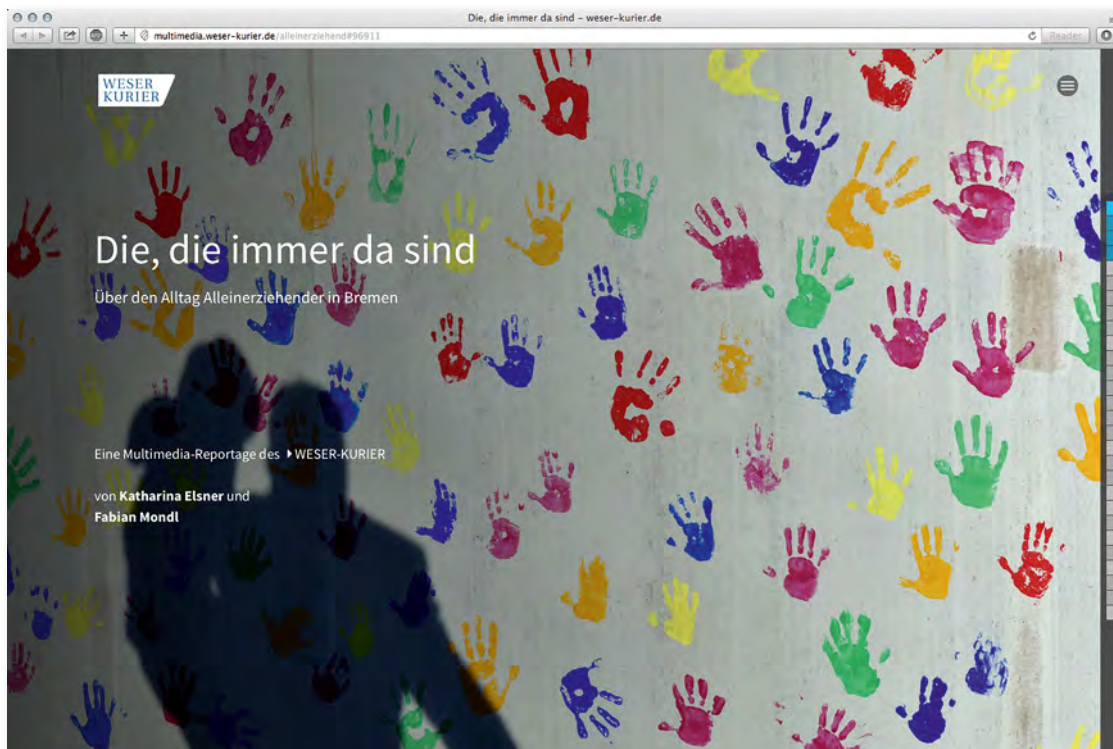 Die, die immer da sind – weser-kurier.de
multimedia.weser-kurier.de/alleinerziehend#96911
Reader
WESER
KURIER
Die, die immer da sind
Über den Alltag Alleinerziehender in Bremen
Eine Multimedia-Reportage des WESER-KURIER
von Katharina Elsner und
Fabian Mondl